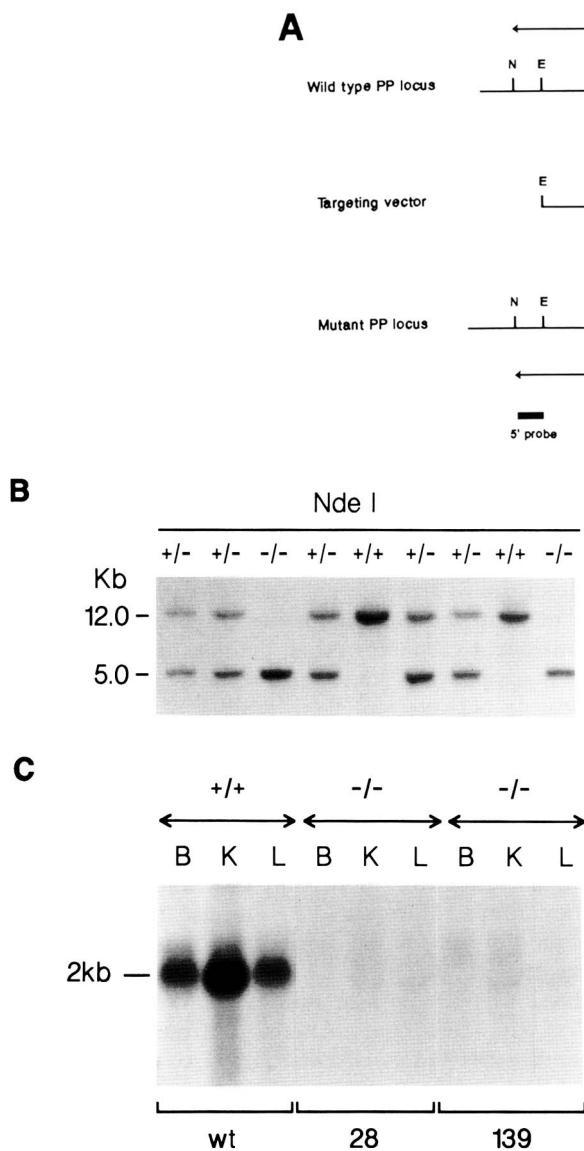 A
N E
Wild type PP locus
E
Targeting vector
N E
Mutant PP locus
5' probe
B
Nde I
+/- +/- -/- +/- +/+ +/- +/- +/+ -/-
Kb
12.0
5.0
C
+/+ -/- -/-
B K L B K L B K L
2kb
wt 28 139